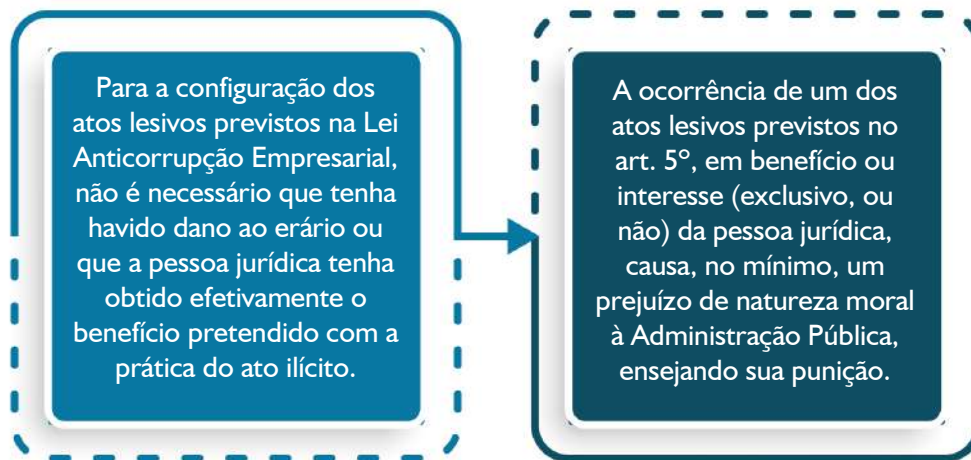 Para a configuração dos
atos lesivos previstos na Lei
Anticorrupção Empresarial,
não é necessário que tenha
havido dano ao erário ou
que a pessoa jurídica tenha
obtido efetivamente o
benefício pretendido com a
prática do ato ilícito.
A ocorrência de um dos
atos lesivos previstos no
art. 5º, em benefício ou
interesse (exclusivo, ou
não) da pessoa jurídica,
causa, no mínimo, um
prejuízo de natureza moral
à Administração Pública,
ensejando sua punição.